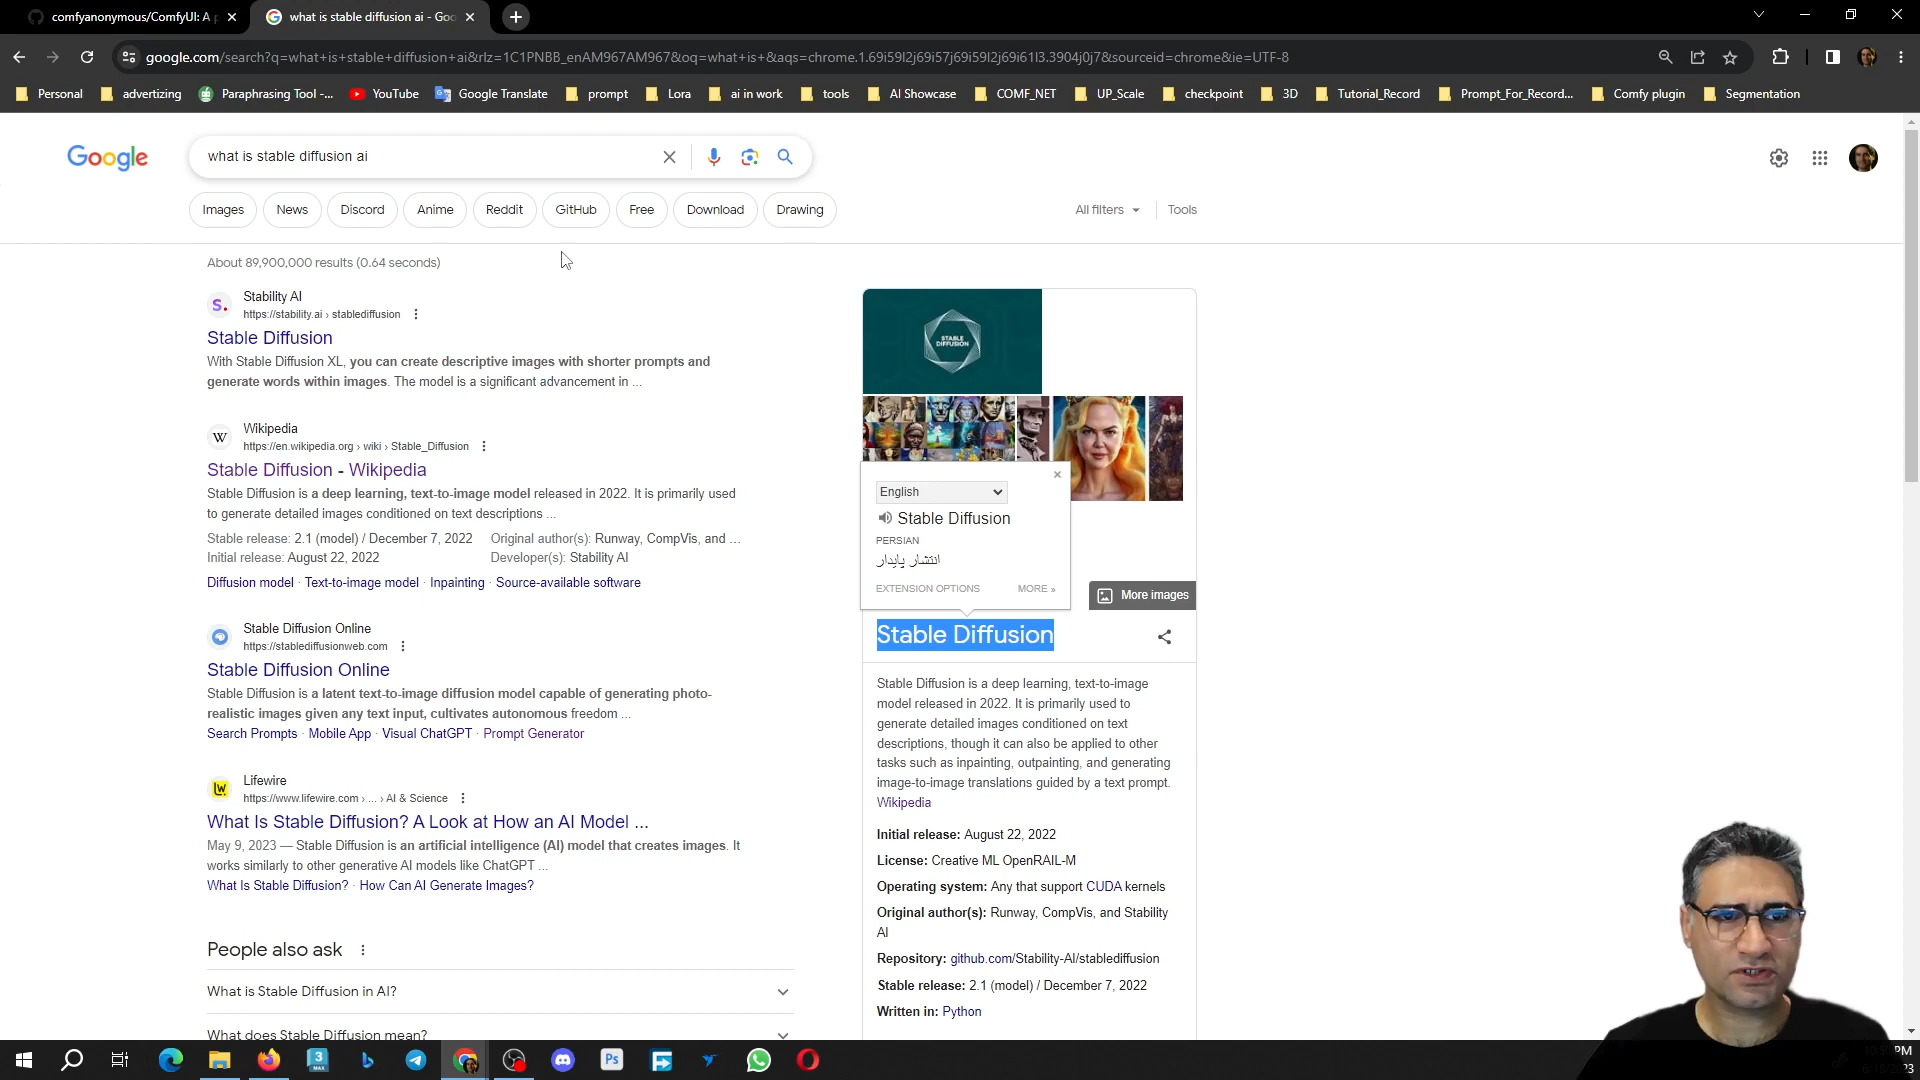 comfyanonymous/ComfyUI: A p
what is stable diffusion ai - Goo
google.com/search?q=what+is+stable+diffusion+ai&rlz=1C1PNBB_enAM967AM967&oq=what+is+&aqs=chrome.1.69i59l2j69i57j69i59l2j69i61l3.3904j0j7&sourceid=chrome&ie=UTF-8
Personal advertizing Paraphrasing Tool -... YouTube Google Translate prompt Lora ai in work tools AI Showcase COMF_NET UP_Scale checkpoint 3D Tutorial_Record Prompt_For_Record... Comfy plugin Segmentation
Google
what is stable diffusion ai
Images News Discord Anime Reddit GitHub Free Download Drawing
All filters Tools
About 89,900,000 results (0.64 seconds)
S. Stability AI
https://stability.ai › stablediffusion
Stable Diffusion
With Stable Diffusion XL, you can create descriptive images with shorter prompts and
generate words within images. The model is a significant advancement in ...
W Wikipedia
https://en.wikipedia.org › wiki › Stable_Diffusion
Stable Diffusion - Wikipedia
Stable Diffusion is a deep learning, text-to-image model released in 2022. It is primarily used
to generate detailed images conditioned on text descriptions ...
Stable release: 2.1 (model) / December 7, 2022 Original author(s): Runway, CompVis, and ...
Initial release: August 22, 2022 Developer(s): Stability AI
Diffusion model · Text-to-image model · Inpainting · Source-available software
Stable Diffusion Online
https://stablediffusionweb.com
Stable Diffusion Online
Stable Diffusion is a latent text-to-image diffusion model capable of generating photo-
realistic images given any text input, cultivates autonomous freedom ...
Search Prompts · Mobile App · Visual ChatGPT · Prompt Generator
Lw. Lifewire
https://www.lifewire.com › ... › AI & Science
What Is Stable Diffusion? A Look at How an AI Model ...
May 9, 2023 — Stable Diffusion is an artificial intelligence (AI) model that creates images. It
works similarly to other generative AI models like ChatGPT ...
What Is Stable Diffusion? · How Can AI Generate Images?
People also ask
What is Stable Diffusion in AI?
What does Stable Diffusion mean?
STABLE
DIFFUSION
English
Stable Diffusion
PERSIAN
انتشار پایدار
EXTENSION OPTIONS MORE »
More images
Stable Diffusion
Stable Diffusion is a deep learning, text-to-image
model released in 2022. It is primarily used to
generate detailed images conditioned on text
descriptions, though it can also be applied to other
tasks such as inpainting, outpainting, and generating
image-to-image translations guided by a text prompt.
Wikipedia
Initial release: August 22, 2022
License: Creative ML OpenRAIL-M
Operating system: Any that support CUDA kernels
Original author(s): Runway, CompVis, and Stability
AI
Repository: github.com/Stability-AI/stablediffusion
Stable release: 2.1 (model) / December 7, 2022
Written in: Python
3
MAX
Ps
PM